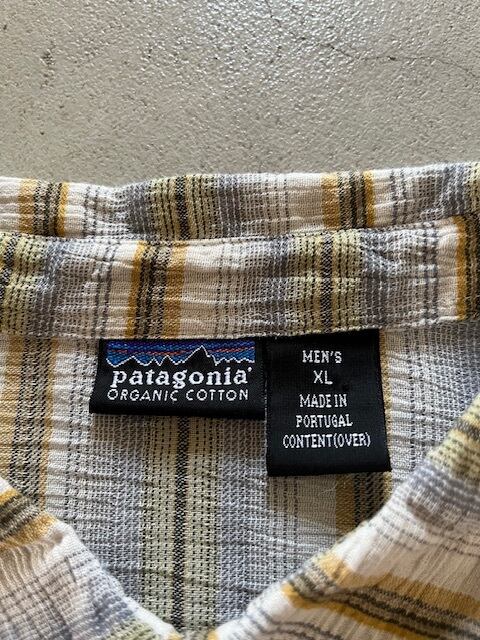 patagonia®
ORGANIC COTTON
MEN'S
XL
MADE IN
PORTUGAL
CONTENT(OVER)